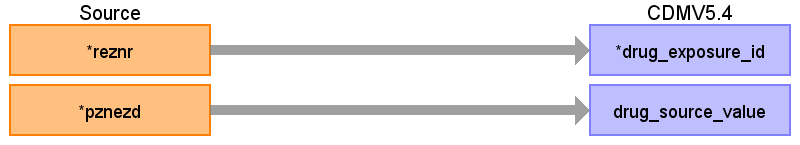 Source CDMV5.4
*reznr *drug_exposure_id
*pznezd drug_source_value